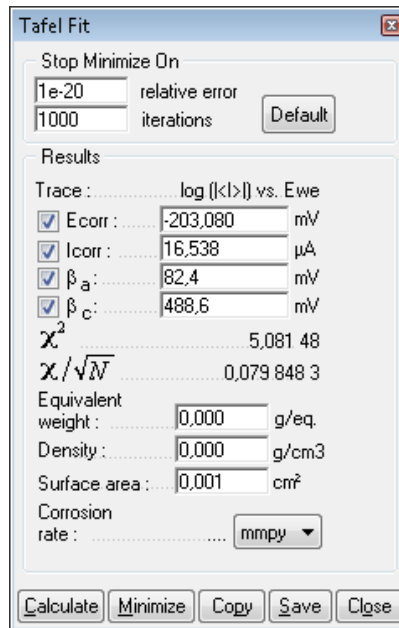 Tafel Fit
Stop Minimize On
1e-20 relative error
1000 iterations
Default
Results
Trace :.................... log (|<I>|) vs. Ewe
Ecorr : ...... -203,080 mV
Icorr : ...... 16,538 µA
βa: 82,4 mV
βc: 488,6 mV
χ² ................................ 5,081 48
χ/√N .................... 0,079 848 3
Equivalent
weight : ........ 0,000 g/eq.
Density: ........ 0,000 g/cm3
Surface area :.... 0,001 cm²
Corrosion
rate : ........................ .... mmpy
Calculate Minimize Copy Save Close